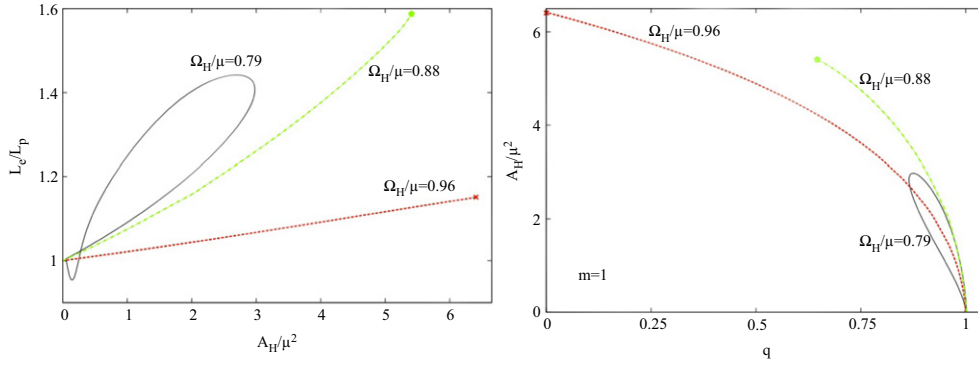 1.6
1.4
1.2
1
L_e/L_p
Ω_H/μ=0.79
Ω_H/μ=0.88
Ω_H/μ=0.96
0 1 2 3 4 5 6
A_H/μ²
6
4
2
0
A_H/μ²
Ω_H/μ=0.96
Ω_H/μ=0.88
Ω_H/μ=0.79
m=1
0 0.25 0.5 0.75 1
q